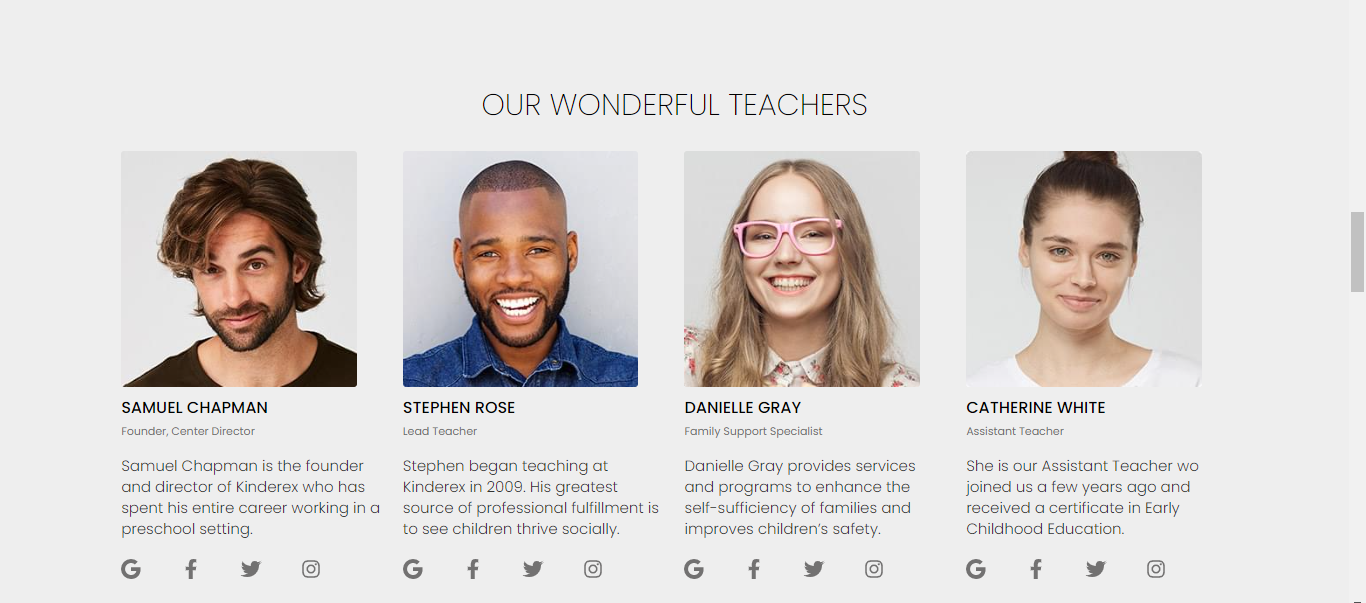 OUR WONDERFUL TEACHERS
SAMUEL CHAPMAN
Founder, Center Director
Samuel Chapman is the founder
and director of Kinderex who has
spent his entire career working in a
preschool setting.
STEPHEN ROSE
Lead Teacher
Stephen began teaching at
Kinderex in 2009. His greatest
source of professional fulfillment is
to see children thrive socially.
DANIELLE GRAY
Family Support Specialist
Danielle Gray provides services
and programs to enhance the
self-sufficiency of families and
improves children’s safety.
CATHERINE WHITE
Assistant Teacher
She is our Assistant Teacher wo
joined us a few years ago and
received a certificate in Early
Childhood Education.